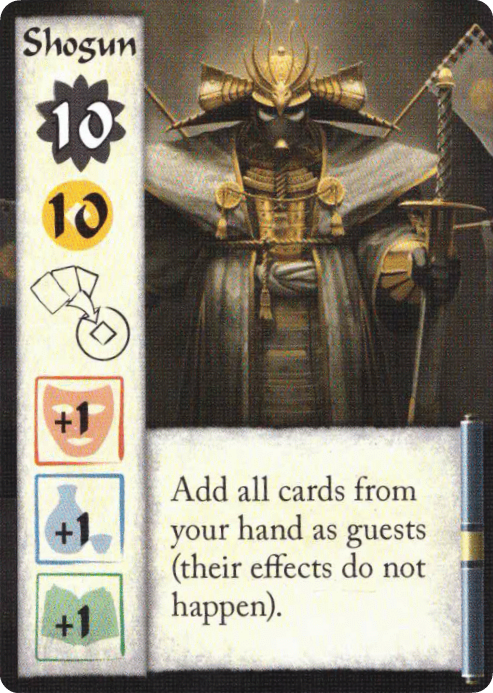 Shogun
10
10
+1
+1
+1
Add all cards from
your hand as guests
(their effects do not
happen).